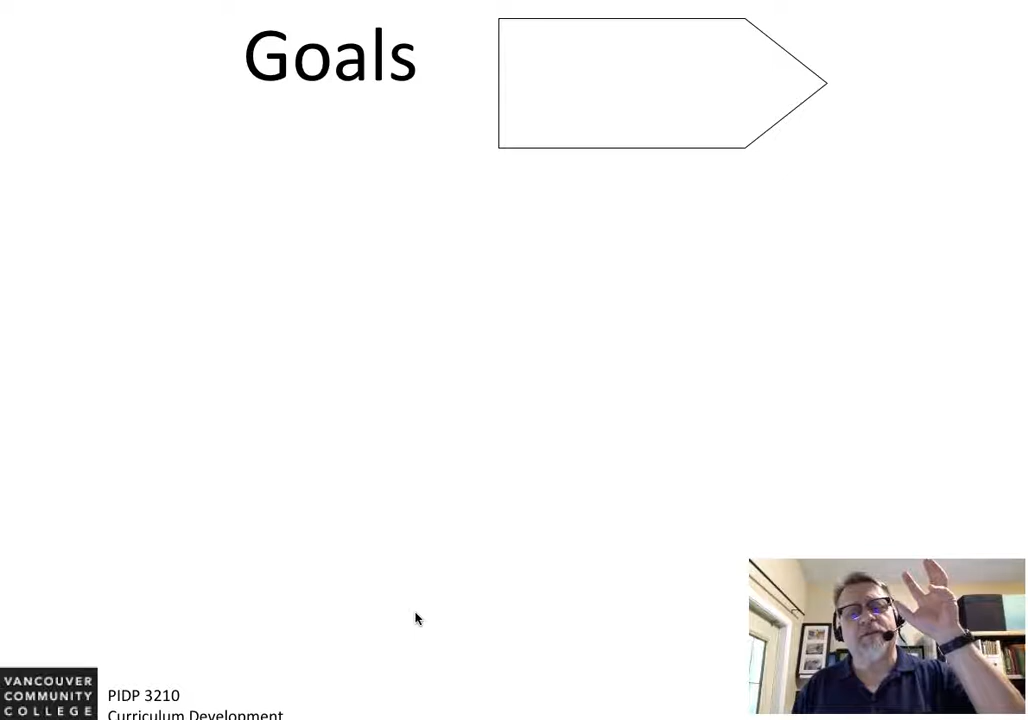 Goals
VANCOUVER
COMMUNITY
COLLEGE
PIDP 3210
Curriculum Development